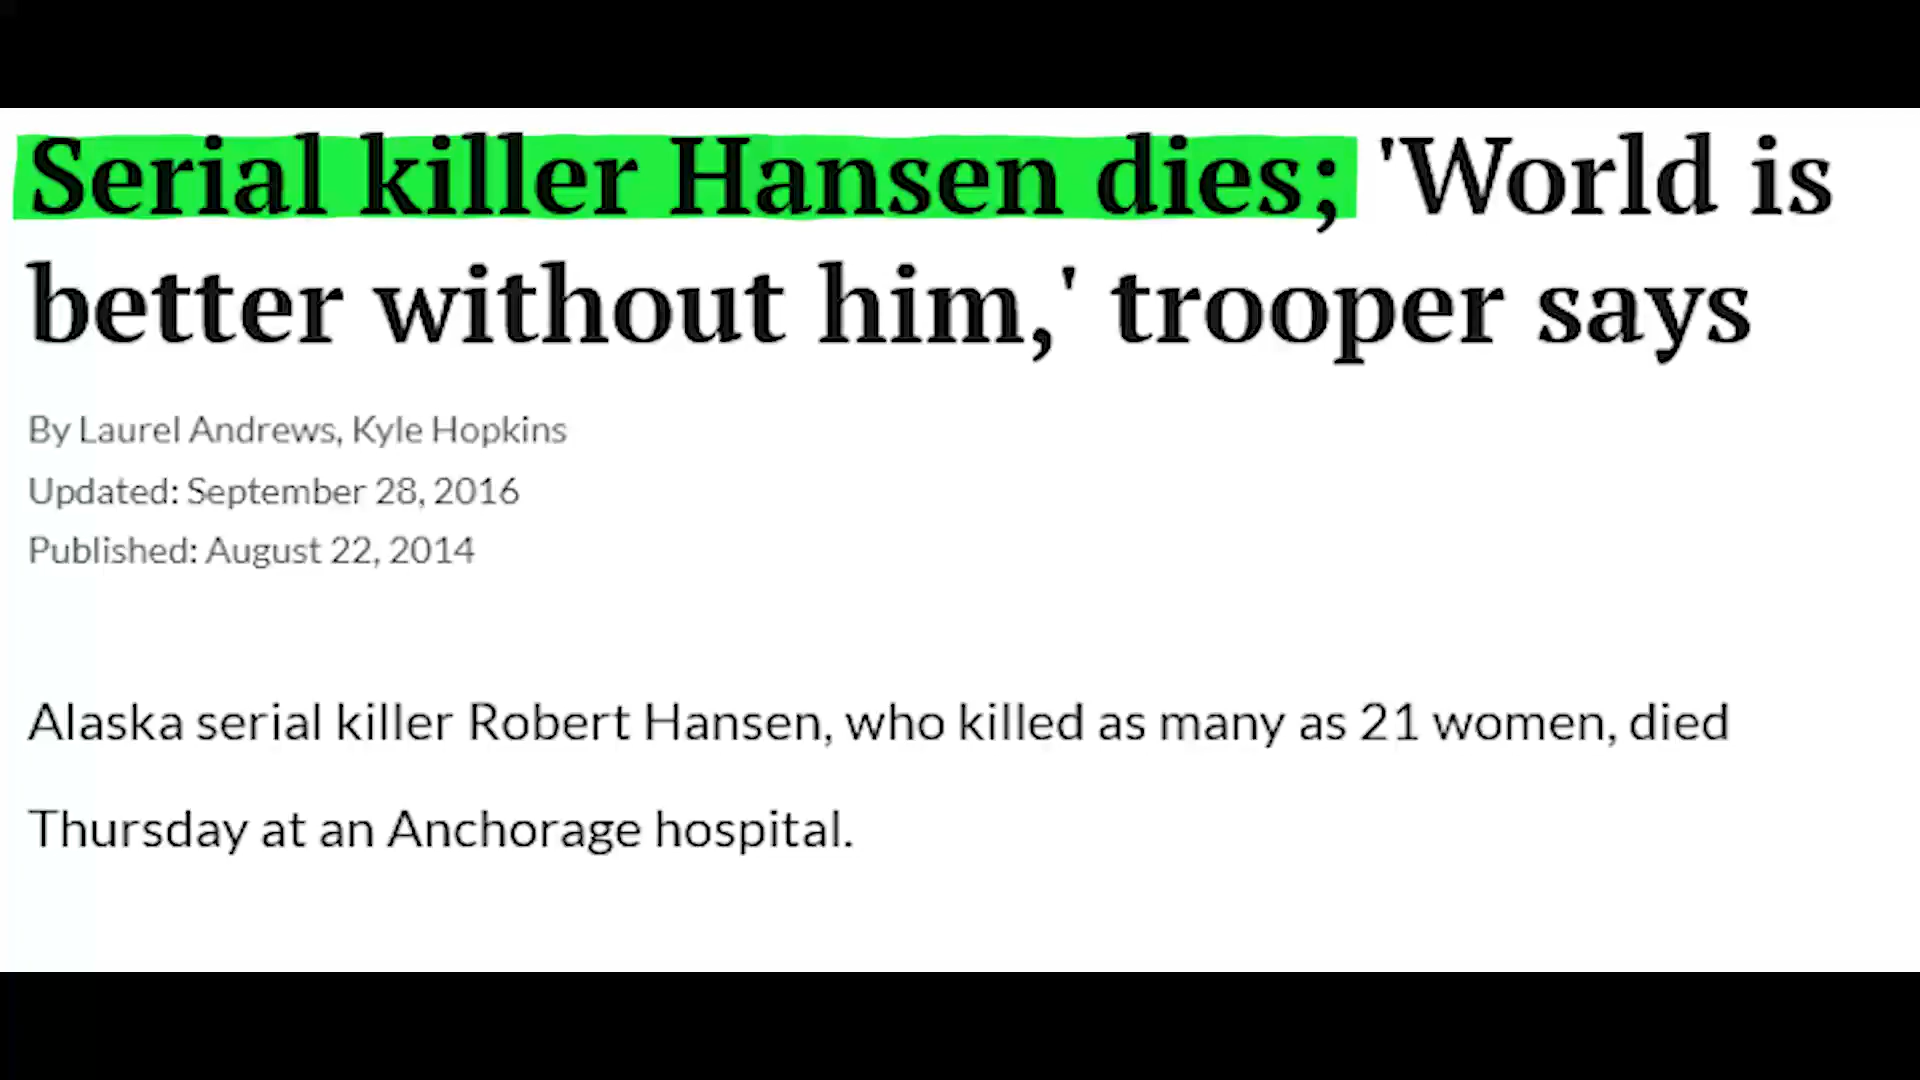 Serial killer Hansen dies; 'World is
better without him,' trooper says
By Laurel Andrews, Kyle Hopkins
Updated: September 28, 2016
Published: August 22, 2014
Alaska serial killer Robert Hansen, who killed as many as 21 women, died
Thursday at an Anchorage hospital.